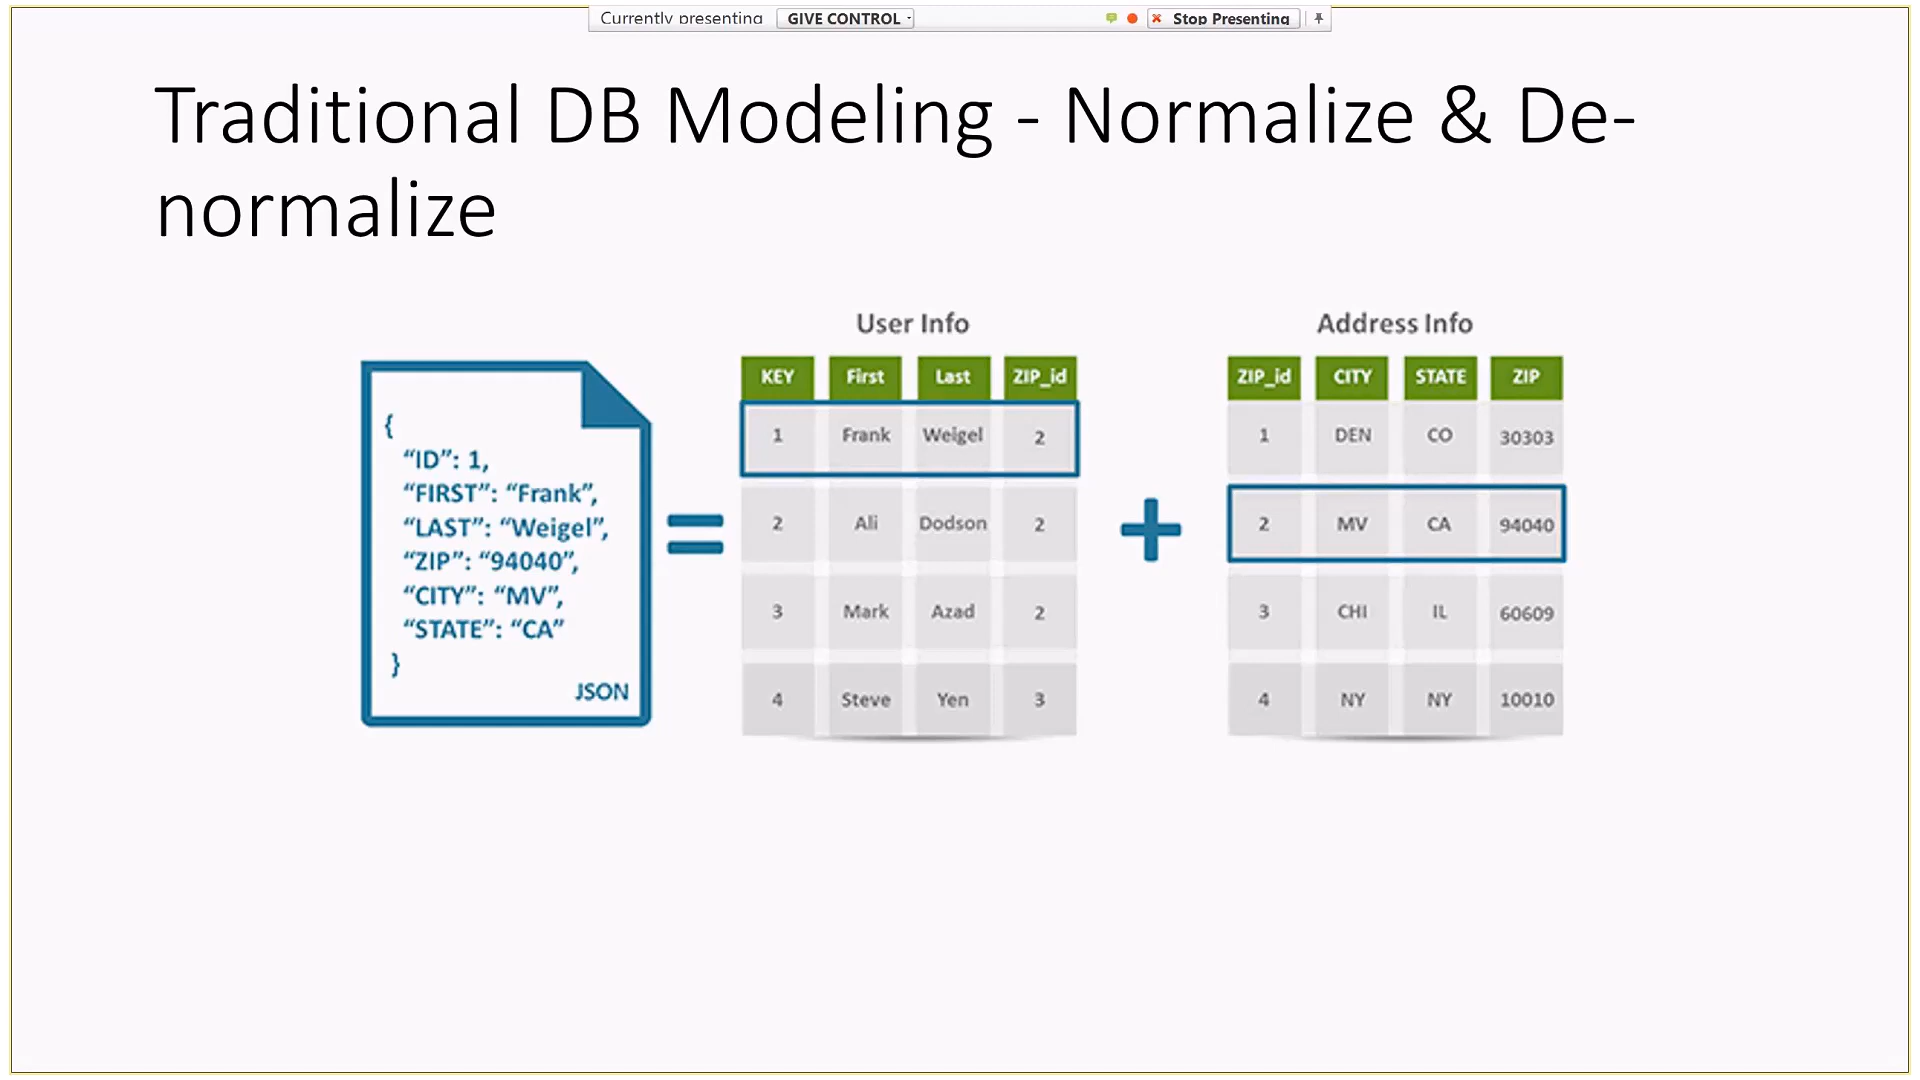 Currently presenting GIVE CONTROL Stop Presenting
Traditional DB Modeling - Normalize & De-
normalize
{
“ID”: 1,
“FIRST”: “Frank”,
“LAST”: “Weigel”,
“ZIP”: “94040”,
“CITY”: “MV”,
“STATE”: “CA”
}
JSON
User Info
KEY First Last ZIP_id
1 Frank Weigel 2
2 Ali Dodson 2
3 Mark Azad 2
4 Steve Yen 3
Address Info
ZIP_id CITY STATE ZIP
1 DEN CO 30303
2 MV CA 94040
3 CHI IL 60609
4 NY NY 10010